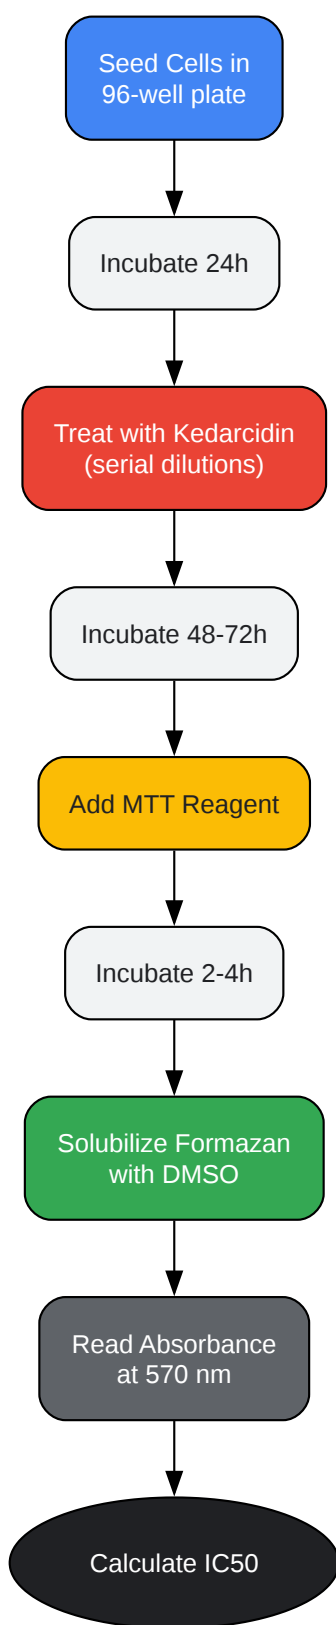 Seed Cells in
96-well plate
Incubate 24h
Treat with Kedarcidin
(serial dilutions)
Incubate 48-72h
Add MTT Reagent
Incubate 2-4h
Solubilize Formazan
with DMSO
Read Absorbance
at 570 nm
Calculate IC50